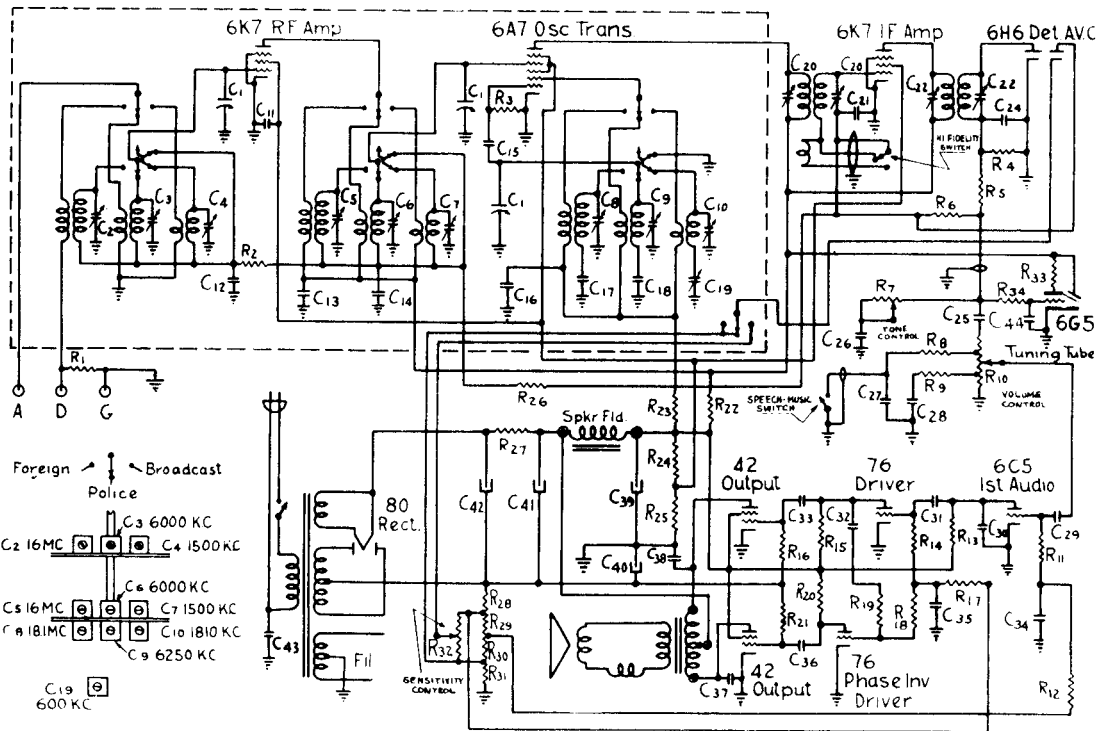 6K7 RF Amp
6A7 Osc Trans
6K7 IF Amp
6H6 Det AV.C
C1
C11
R3
C1
C15
C1
C20
C20
C21
C22
C22
C24
HI FIDELITY
SWITCH
R4
R5
R6
C2
C3
C4
C5
C6
C7
C8
C9
C10
R2
C12
C13
C14
C16
C17
C18
C19
R7
TONE
CONTROL
C26
C25
R34
R33
C44
6G5
Tuning Tube
R1
A
D
G
R26
R23
R22
R8
R9
R10
VOLUME
CONTROL
SPEECH-MUSIC
SWITCH
C27
C28
Foreign
Broadcast
Police
C3 6000 KC
C2 16MC
C4 1500KC
C6 6000 KC
C5 16MC
C7 1500 KC
C8 18.1MC
C10 1810 KC
C9 6250 KC
C19
600 KC
C43
80
Rect.
Fil
R27
Spkr Fld.
C42
C41
C39
C40
R24
R25
C38
R28
R29
R30
R31
R32
SENSITIVITY
CONTROL
42
Output
76
Driver
6C5
1st Audio
C33
C32
C31
C30
C29
R16
R15
R14
R13
R11
R20
R19
R21
R18
R17
C35
C34
C36
C37
42
Output
76
Phase Inv
Driver
R12